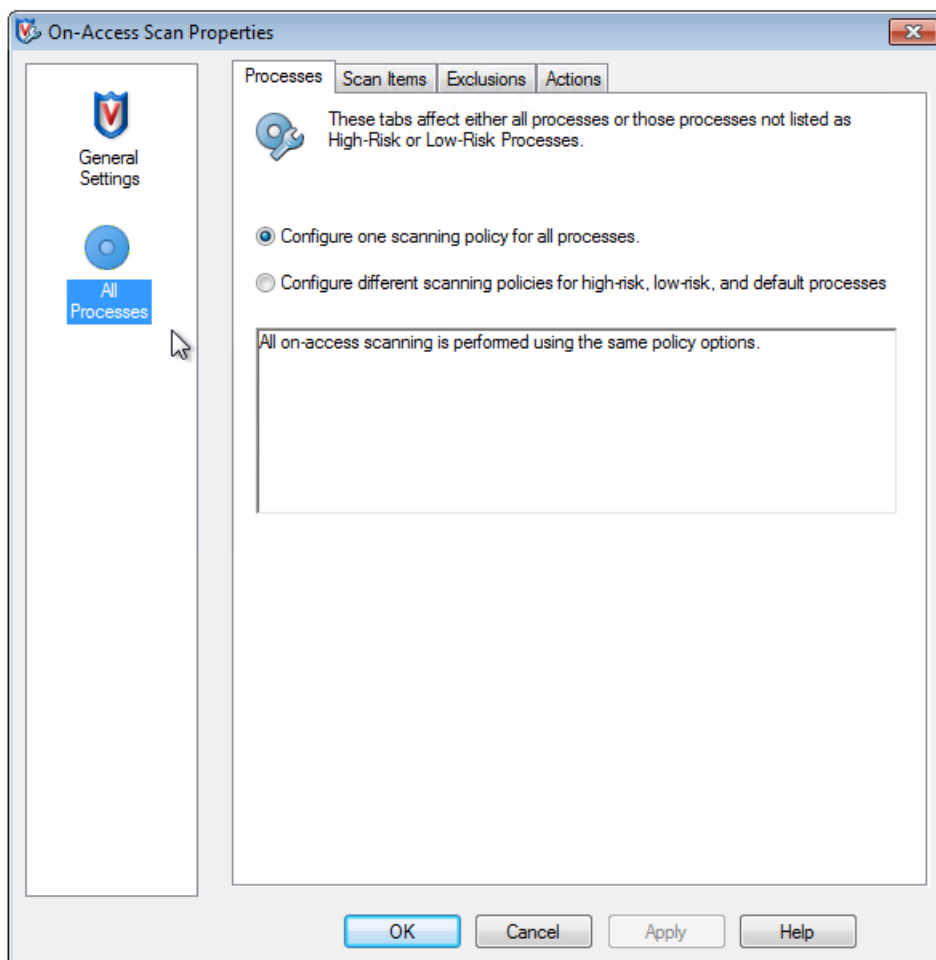 On-Access Scan Properties
General
Settings
All
Processes
Processes
Scan Items
Exclusions
Actions
These tabs affect either all processes or those processes not listed as
High-Risk or Low-Risk Processes.
Configure one scanning policy for all processes.
Configure different scanning policies for high-risk, low-risk, and default processes
All on-access scanning is performed using the same policy options.
OK
Cancel
Apply
Help